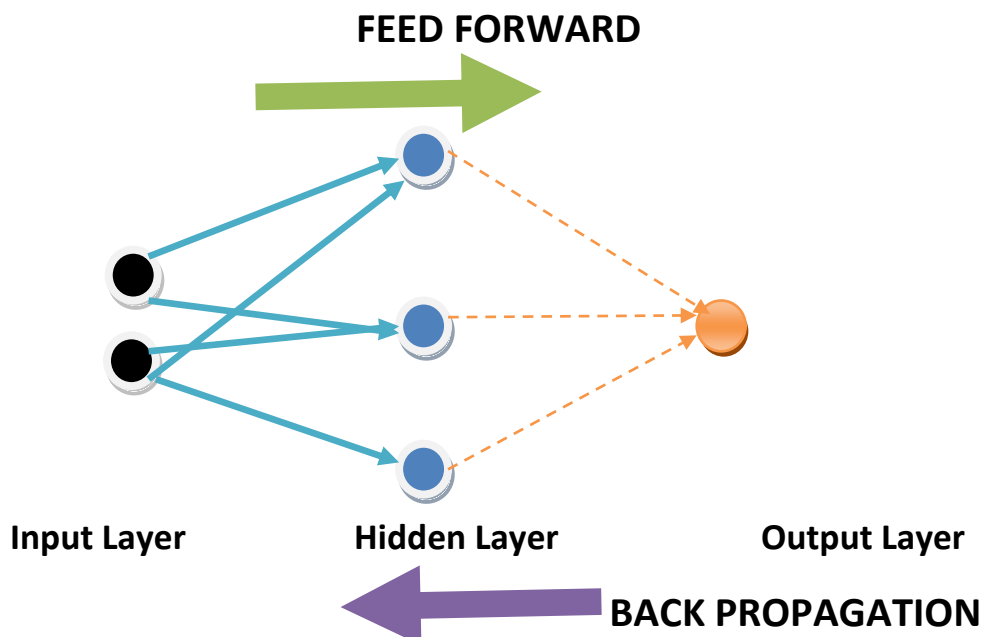 FEED FORWARD
Input Layer
Hidden Layer
Output Layer
BACK PROPAGATION